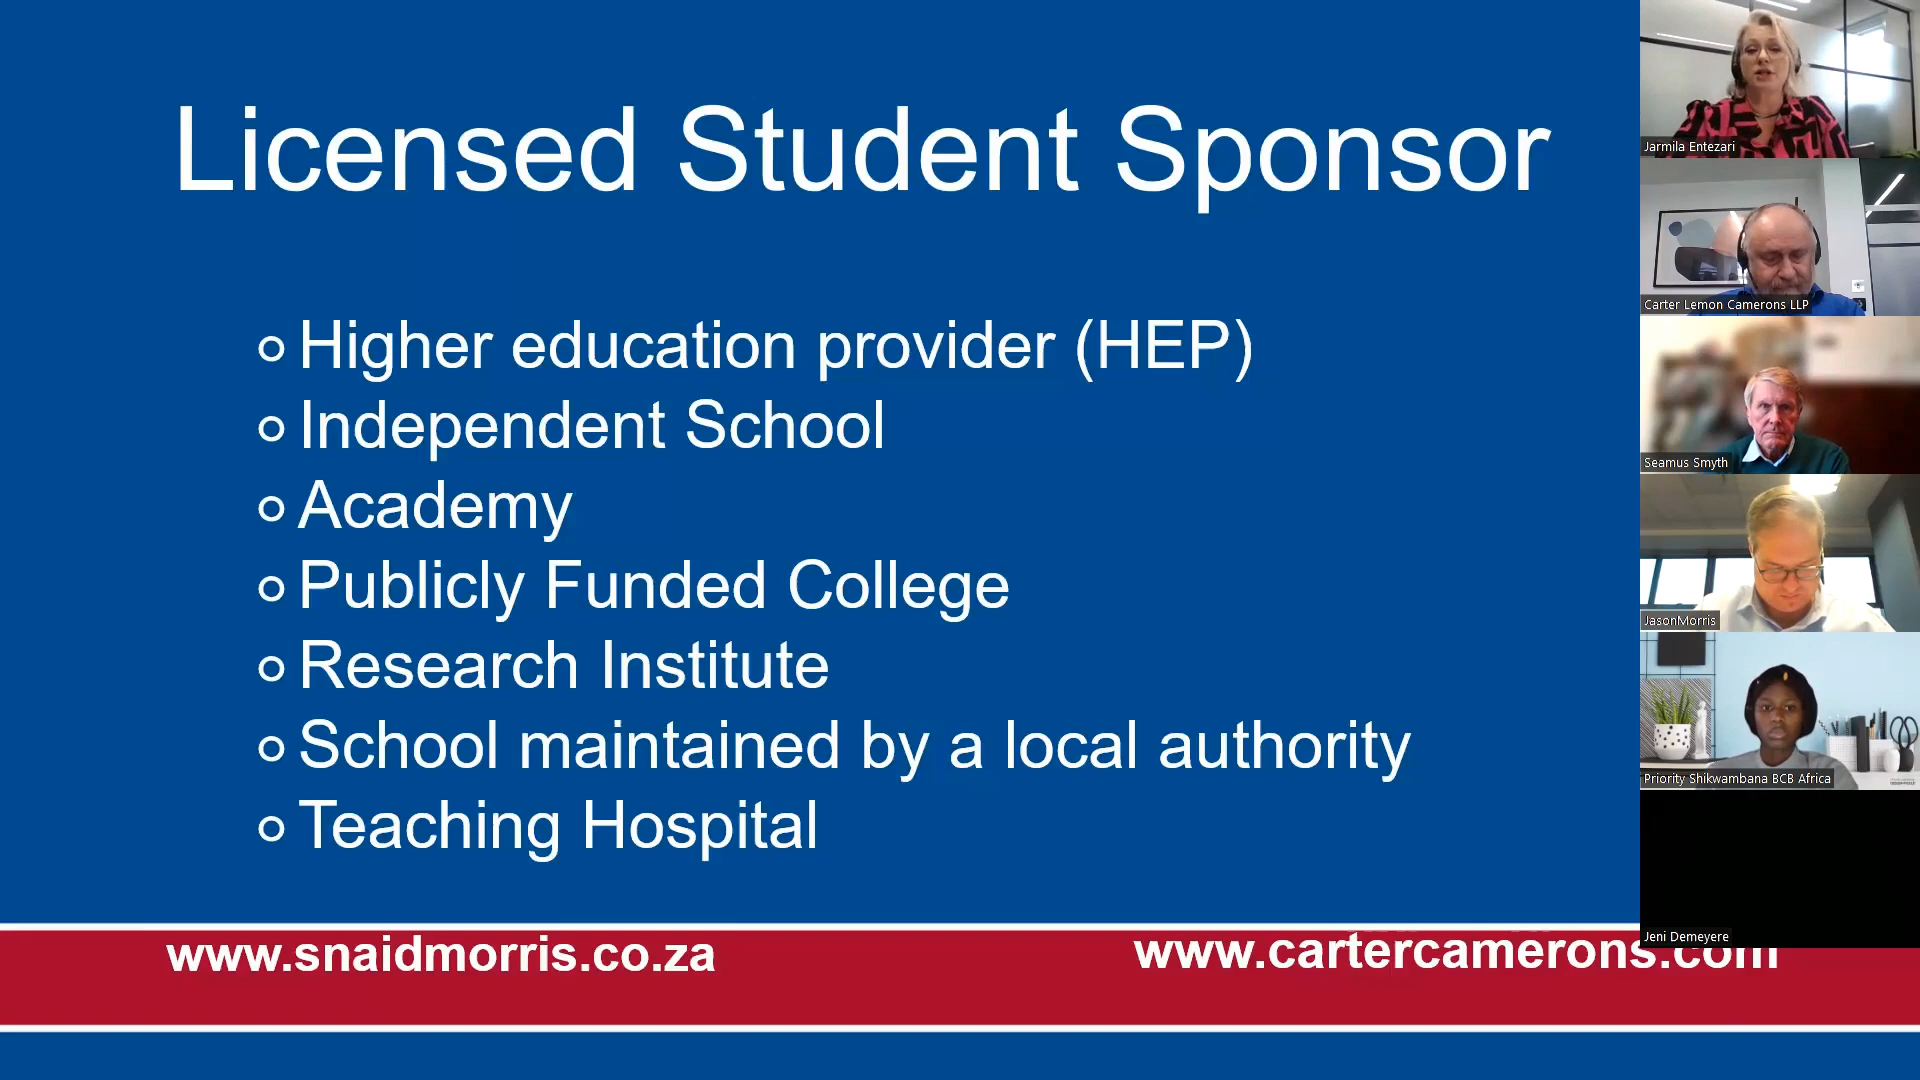 Licensed Student Sponsor
Higher education provider (HEP)
Independent School
Academy
Publicly Funded College
Research Institute
School maintained by a local authority
Teaching Hospital
www.snaidmorris.co.za
www.cartercamerons.com
Jarmila Entezari
Carter Lemon Camerons LLP
Seamus Smyth
JasonMorris
Priority Shikwambana BCB Africa
Jeni Demeyere